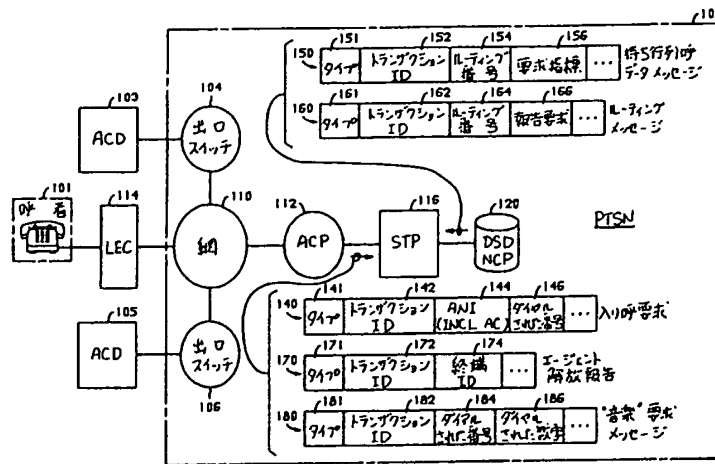 10
151 152 154 156
150 タイプ トランザクション ID ルーティング 番号 要求指標 ... 待ち行列呼 データ メッセージ
161 162 164 166
160 タイプ トランザクション ID ルーティング 番号 報告要求 ... ルーティング メッセージ
103
ACD
104
出口 スイッチ
101
呼者
114
LEC
110
網
112
ACP
116
STP
120
DSD NCP
PTSN
105
ACD
出口 スイッチ
106
141 142 144 146
140 タイプ トランザクション ID ANI (INCL AC) ダイヤル された番号 ... 入り呼要求
171 172 174
170 タイプ トランザクション ID 終端 ID ... エージェント 解放報告
181 182 184 186
180 タイプ トランザクション ID ダイヤル された番号 ダイヤル された数字 ... "音楽" 要求 メッセージ